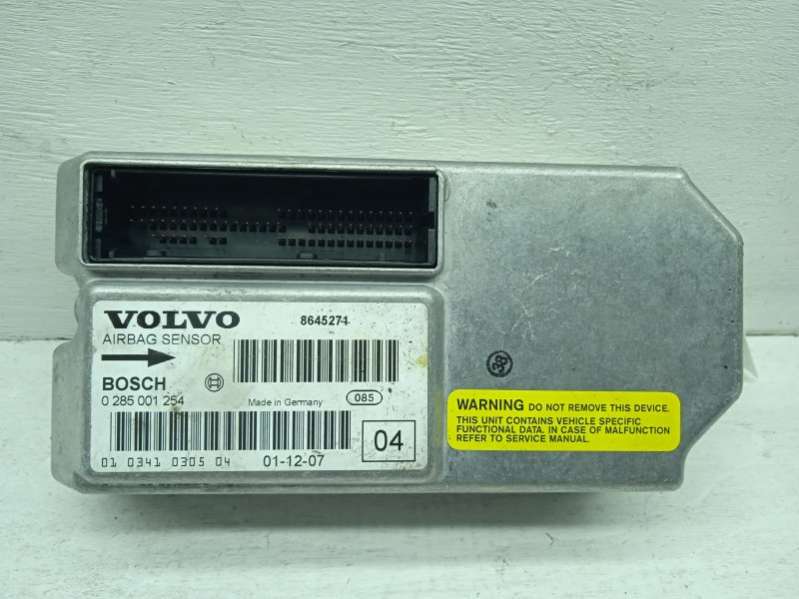 VOLVO 8645271
AIRBAG SENSOR
BOSCH
0 285 001 254 Made in Germany 085
01 0341 0305 04 01-12-07 04
38
WARNING DO NOT REMOVE THIS DEVICE.
THIS UNIT CONTAINS VEHICLE SPECIFIC
FUNCTIONAL DATA. IN CASE OF MALFUNCTION
REFER TO SERVICE MANUAL.